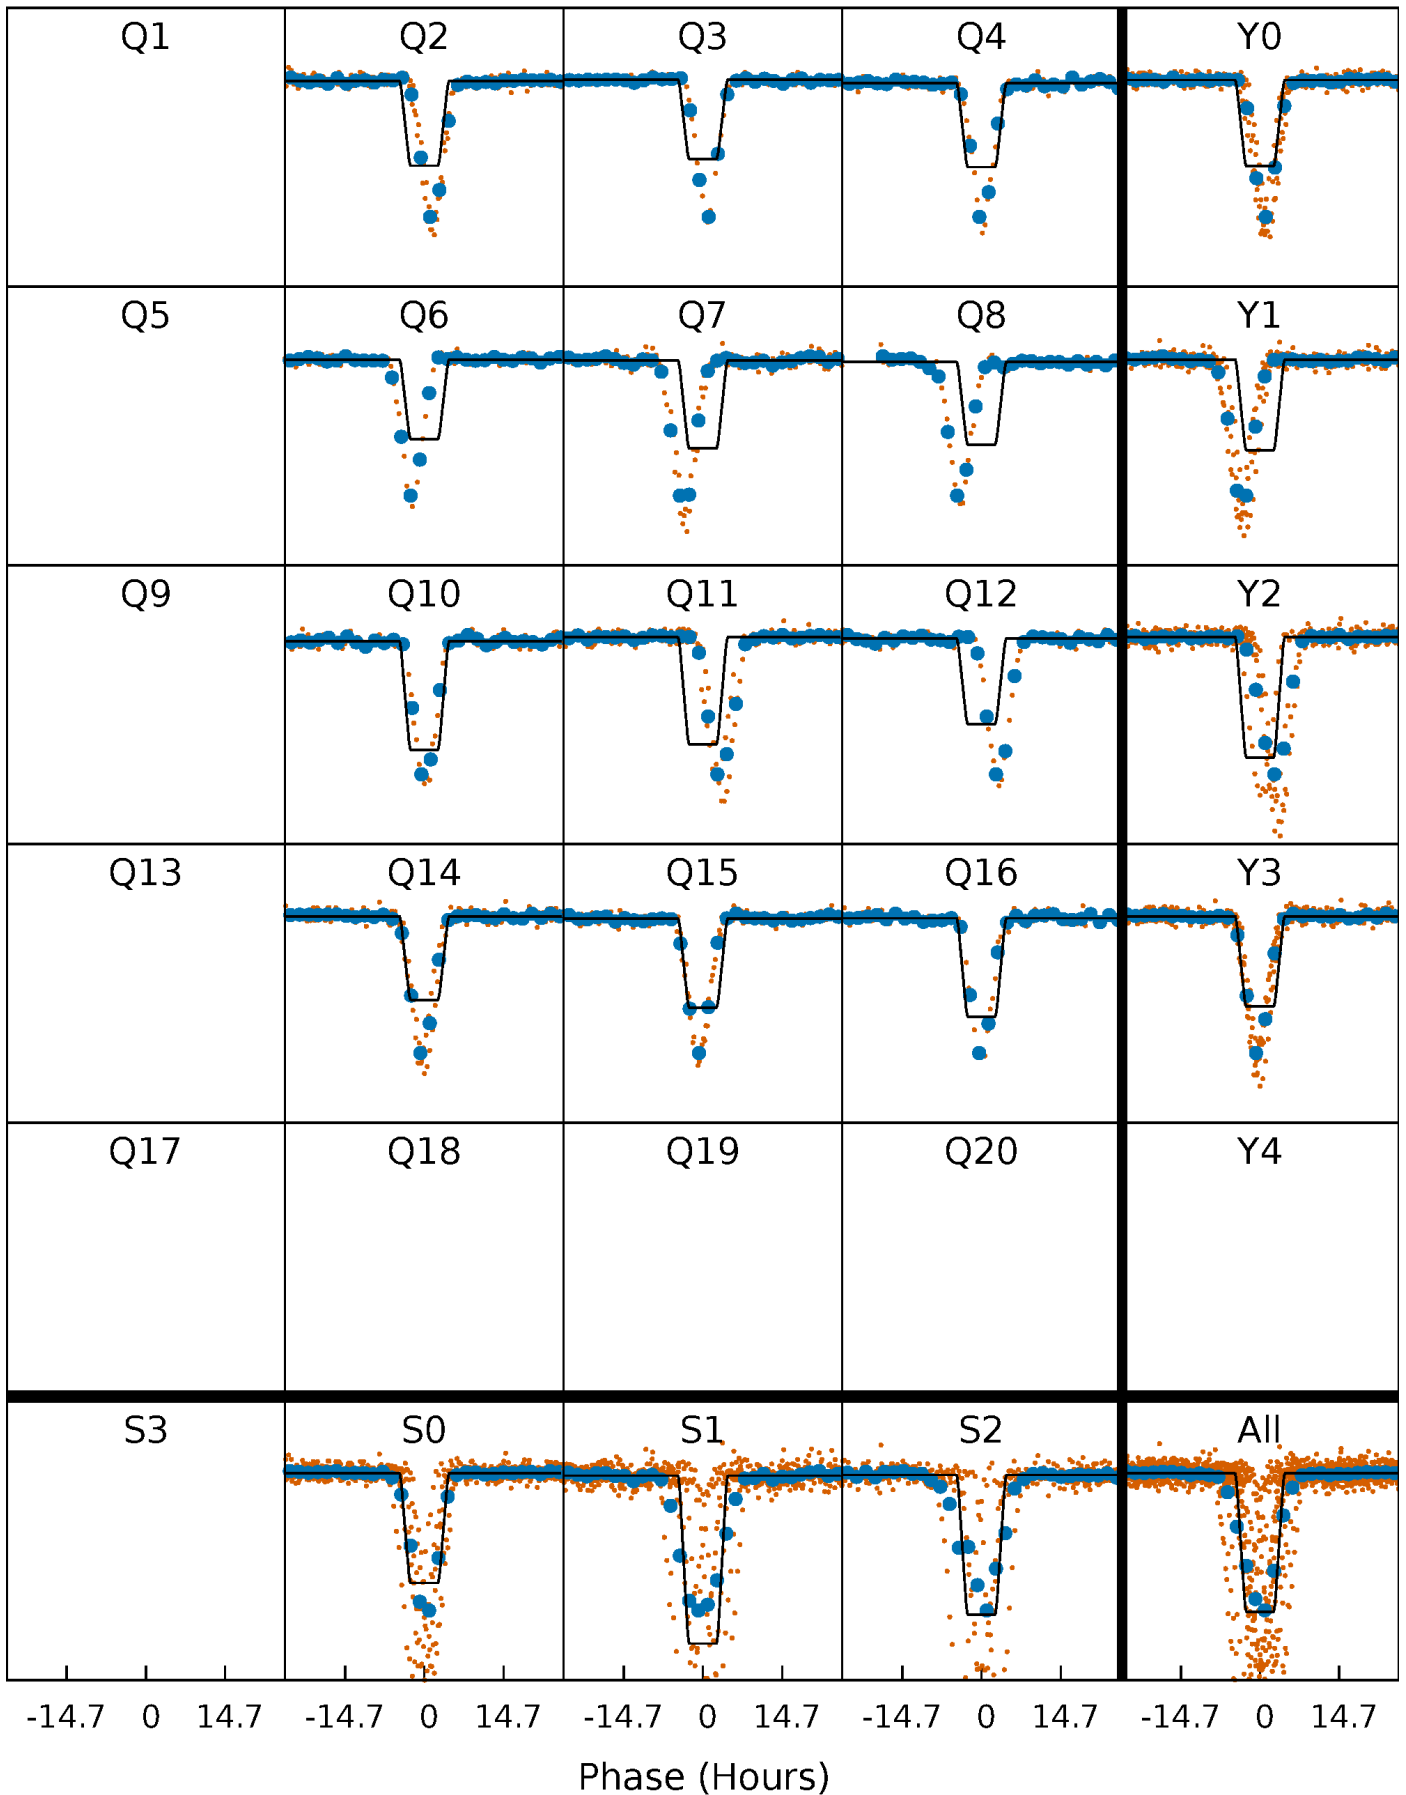 Q1 Q2 Q3 Q4 Y0
Q5 Q6 Q7 Q8 Y1
Q9 Q10 Q11 Q12 Y2
Q13 Q14 Q15 Q16 Y3
Q17 Q18 Q19 Q20 Y4
S3 S0 S1 S2 All
-14.7 0 14.7 -14.7 0 14.7 -14.7 0 14.7 -14.7 0 14.7 -14.7 0 14.7
Phase (Hours)